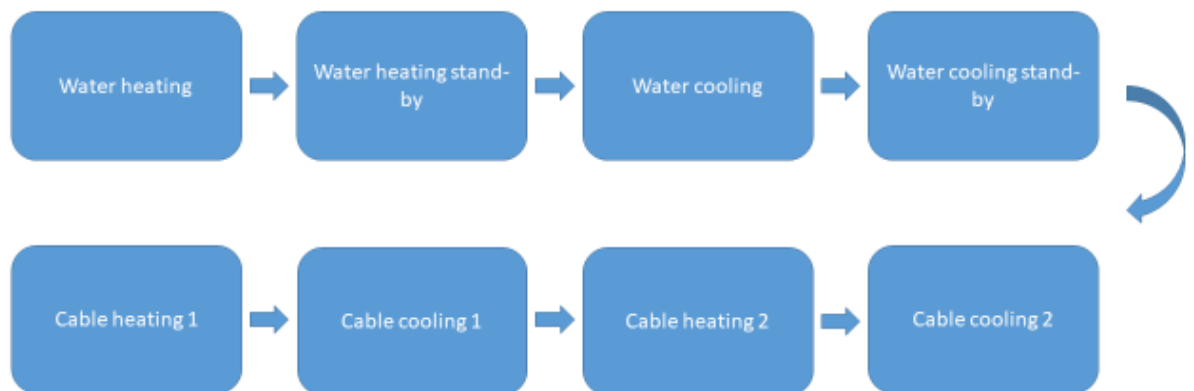 Water heating
Water heating stand-
by
Water cooling
Water cooling stand-
by
Cable heating 1
Cable cooling 1
Cable heating 2
Cable cooling 2